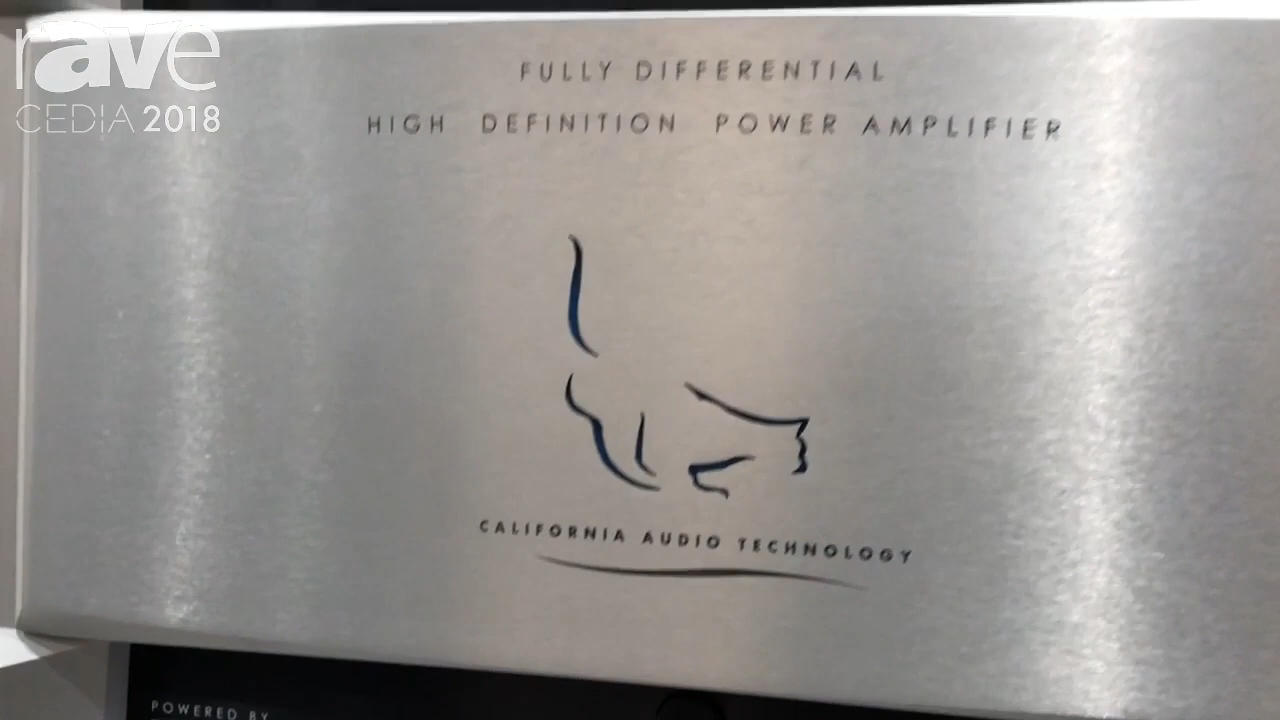 rave
CEDIA 2018
FULLY DIFFERENTIAL
HIGH DEFINITION POWER AMPLIFIER
CALIFORNIA AUDIO TECHNOLOGY
POWERED BY